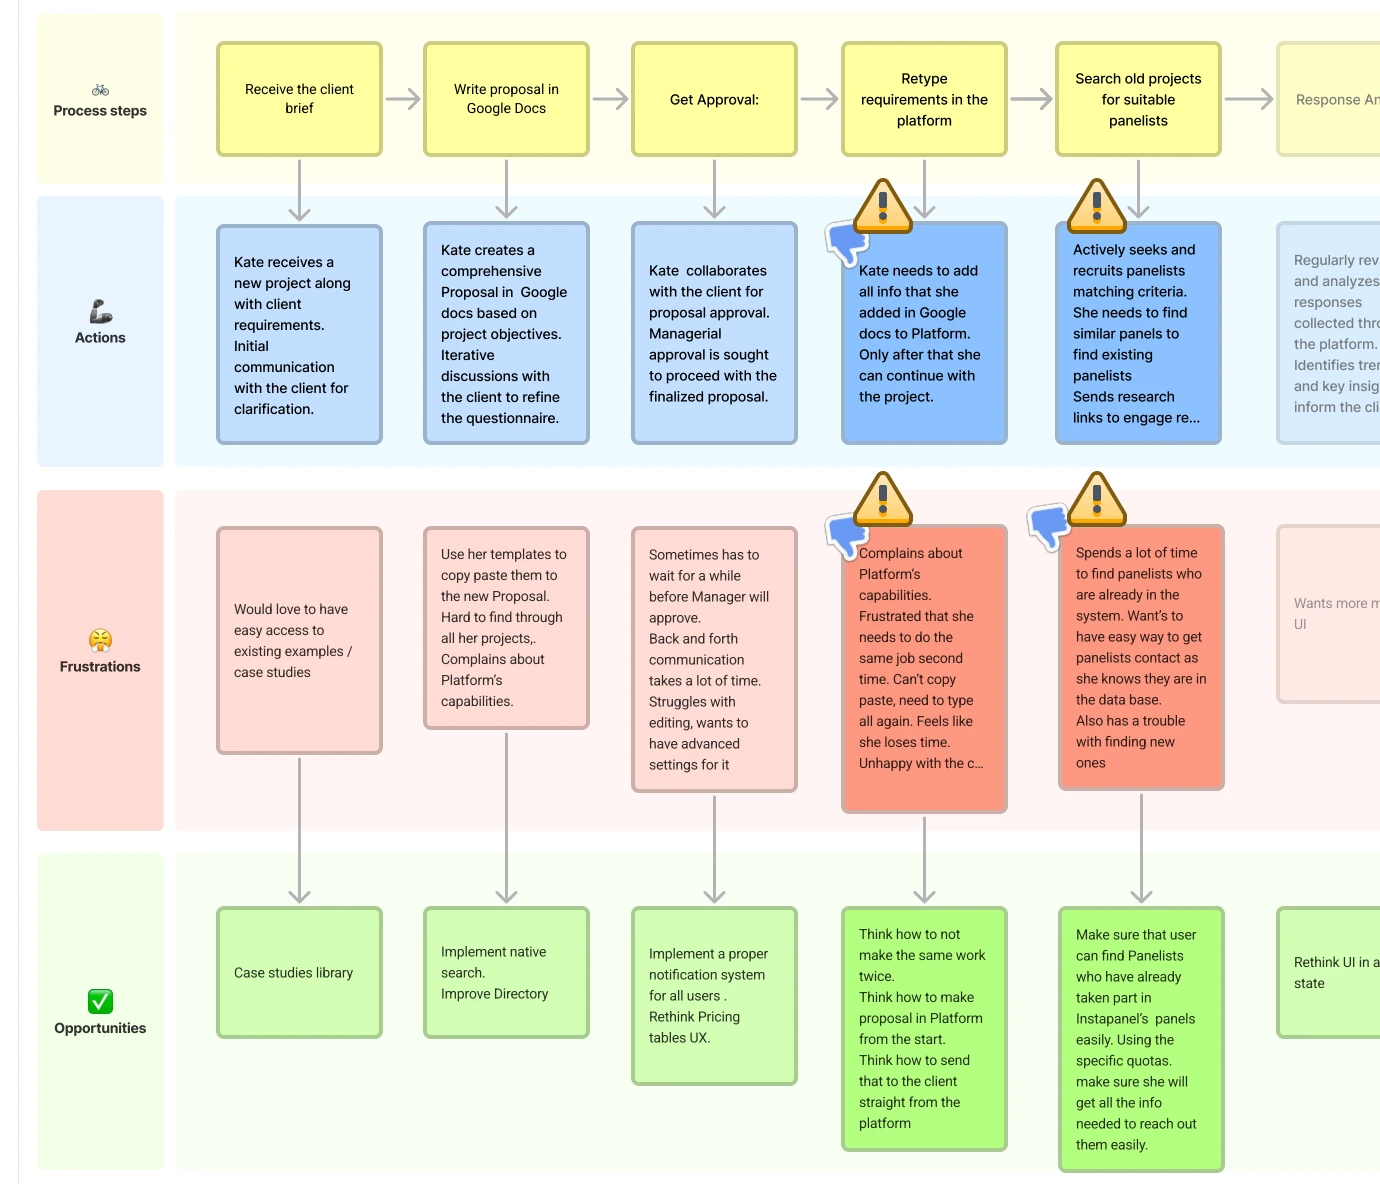 Process steps
Receive the client
brief
Write proposal in
Google Docs
Get Approval:
Retype
requirements in the
platform
Search old projects
for suitable
panelists
Response An
Actions
Kate receives a
new project along
with client
requirements.
Initial
communication
with the client for
clarification.
Kate creates a
comprehensive
Proposal in Google
docs based on
project objectives.
Iterative
discussions with
the client to refine
the questionnaire.
Kate collaborates
with the client for
proposal approval.
Managerial
approval is sought
to proceed with the
finalized proposal.
Kate needs to add
all info that she
added in Google
docs to Platform.
Only after that she
can continue with
the project.
Actively seeks and
recruits panelists
matching criteria.
She needs to find
similar panels to
find existing
panelists
Sends research
links to engage re...
Regularly rev
and analyzes
responses
collected thro
the platform.
Identifies tren
and key insig
inform the cli
Frustrations
Would love to have
easy access to
existing examples /
case studies
Use her templates to
copy paste them to
the new Proposal.
Hard to find through
all her projects,.
Complains about
Platform's
capabilities.
Sometimes has to
wait for a while
before Manager will
approve.
Back and forth
communication
takes a lot of time.
Struggles with
editing, wants to
have advanced
settings for it
Complains about
Platform's
capabilities.
Frustrated that she
needs to do the
same job second
time. Can't copy
paste, need to type
all again. Feels like
she loses time.
Unhappy with the c...
Spends a lot of time
to find panelists who
are already in the
system. Want's to
have easy way to get
panelists contact as
she knows they are in
the data base.
Also has a trouble
with finding new
ones
Wants more m
UI
Opportunities
Case studies library
Implement native
search.
Improve Directory
Implement a proper
notification system
for all users .
Rethink Pricing
tables UX.
Think how to not
make the same work
twice.
Think how to make
proposal in Platform
from the start.
Think how to send
that to the client
straight from the
platform
Make sure that user
can find Panelists
who have already
taken part in
Instapanel's panels
easily. Using the
specific quotas.
make sure she will
get all the info
needed to reach out
them easily.
Rethink UI in a
state